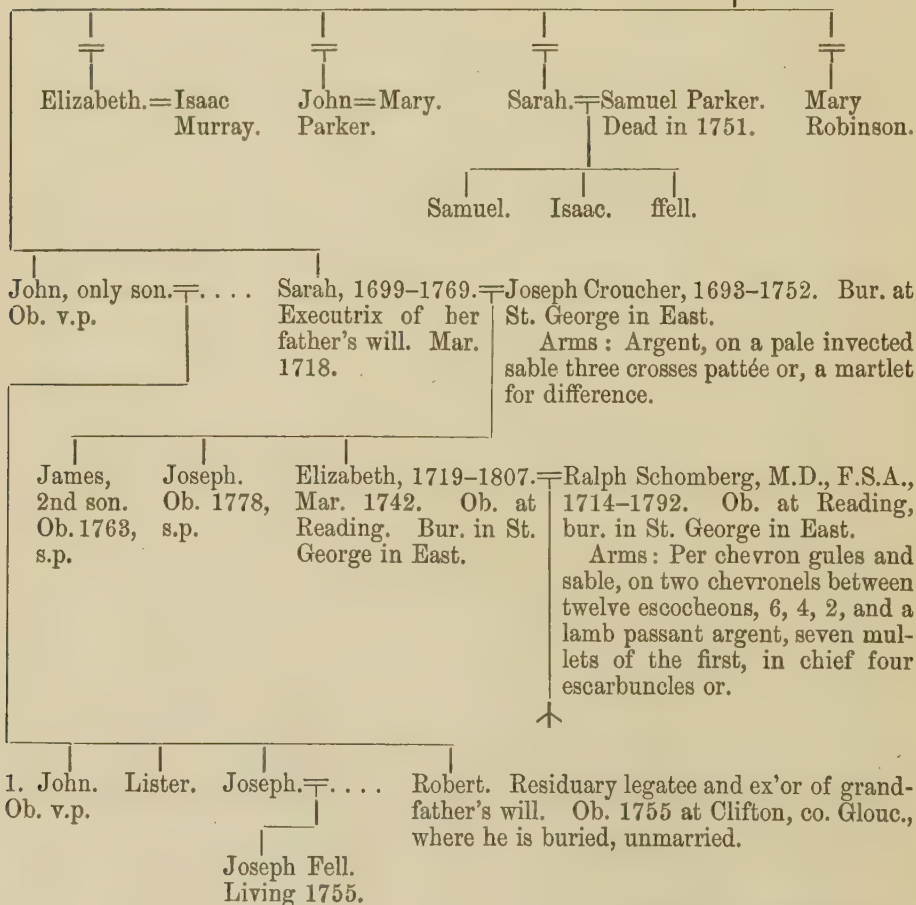 Elizabeth.=Isaac
Murray.
John=Mary.
Parker.
Sarah.=Samuel Parker.
Dead in 1751.
Mary
Robinson.
Samuel. Isaac. ffell.
John, only son.=. . . .
Ob. v.p.
Sarah, 1699–1769.=
Executrix of her
father's will. Mar.
1718.
Joseph Croucher, 1693–1752. Bur. at
St. George in East.
Arms : Argent, on a pale invected
sable three crosses pattée or, a martlet
for difference.
James,
2nd son.
Ob. 1763,
s.p.
Joseph.
Ob. 1778,
s.p.
Elizabeth, 1719–1807.=
Mar. 1742. Ob. at
Reading. Bur. in St.
George in East.
Ralph Schomberg, M.D., F.S.A.,
1714–1792. Ob. at Reading,
bur. in St. George in East.
Arms : Per chevron gules and
sable, on two chevronels between
twelve escocheons, 6, 4, 2, and a
lamb passant argent, seven mul-
lets of the first, in chief four
escarbuncles or.
1. John.
Ob. v.p.
Lister.
Joseph.=. . . .
Robert. Residuary legatee and ex'or of grand-
father's will. Ob. 1755 at Clifton, co. Glouc.,
where he is buried, unmarried.
Joseph Fell.
Living 1755.